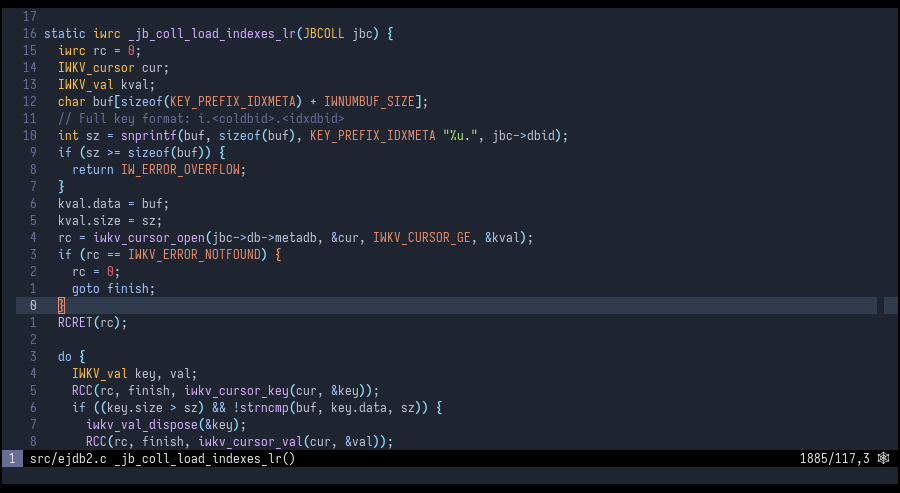 17
16 static iwrc _jb_coll_load_indexes_lr(JBCOLL jbc) {
15   iwrc rc = 0;
14   IWKV_cursor cur;
13   IWKV_val kval;
12   char buf[sizeof(KEY_PREFIX_IDXMETA) + IWNUMBUF_SIZE];
11   // Full key format: i.<coldbid>.<idxdbid>
10   int sz = snprintf(buf, sizeof(buf), KEY_PREFIX_IDXMETA "%u.", jbc->dbid);
9   if (sz >= sizeof(buf)) {
8     return IW_ERROR_OVERFLOW;
7   }
6   kval.data = buf;
5   kval.size = sz;
4   rc = iwkv_cursor_open(jbc->db->metadb, &cur, IWKV_CURSOR_GE, &kval);
3   if (rc == IWKV_ERROR_NOTFOUND) {
2     rc = 0;
1     goto finish;
0   }
1   RCRET(rc);
2
3   do {
4     IWKV_val key, val;
5     RCC(rc, finish, iwkv_cursor_key(cur, &key));
6     if ((key.size > sz) && !strncmp(buf, key.data, sz)) {
7       iwkv_val_dispose(&key);
8       RCC(rc, finish, iwkv_cursor_val(cur, &val));
1 src/ejdb2.c _jb_coll_load_indexes_lr() 1885/117,3